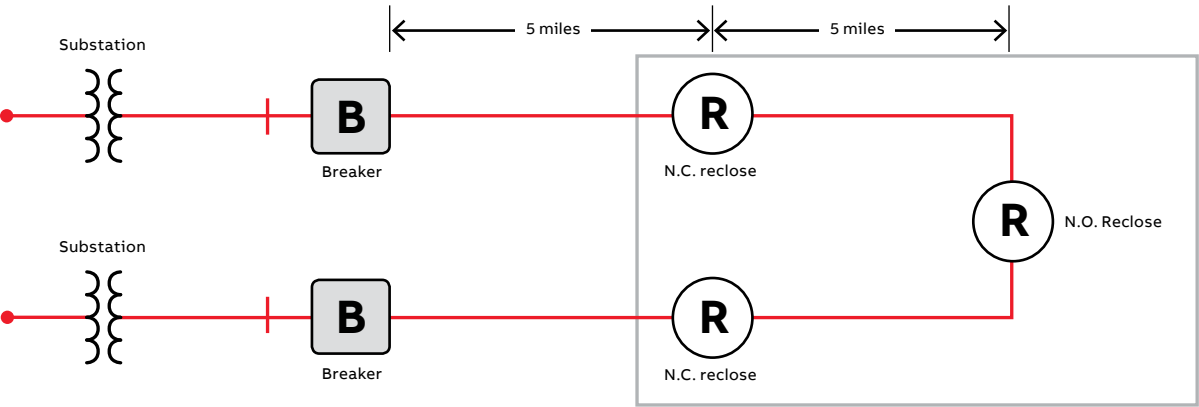 5 miles
5 miles
Substation
B
R
Breaker
N.C. reclose
R
N.O. Reclose
Substation
B
R
Breaker
N.C. reclose